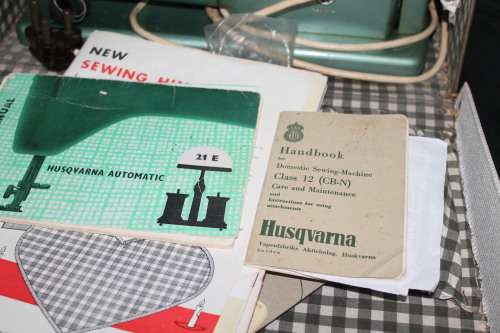 NEW
SEWING
MANUAL
21 E
HUSQVARNA AUTOMATIC
Handbook
for
Domestic Sewing-Machine
Class 12 (CB-N)
Care and Maintenance
and
Instructions for using
attachments
Husqvarna
Vapenfabriks Aktiebolag, Huskvarna
Sweden